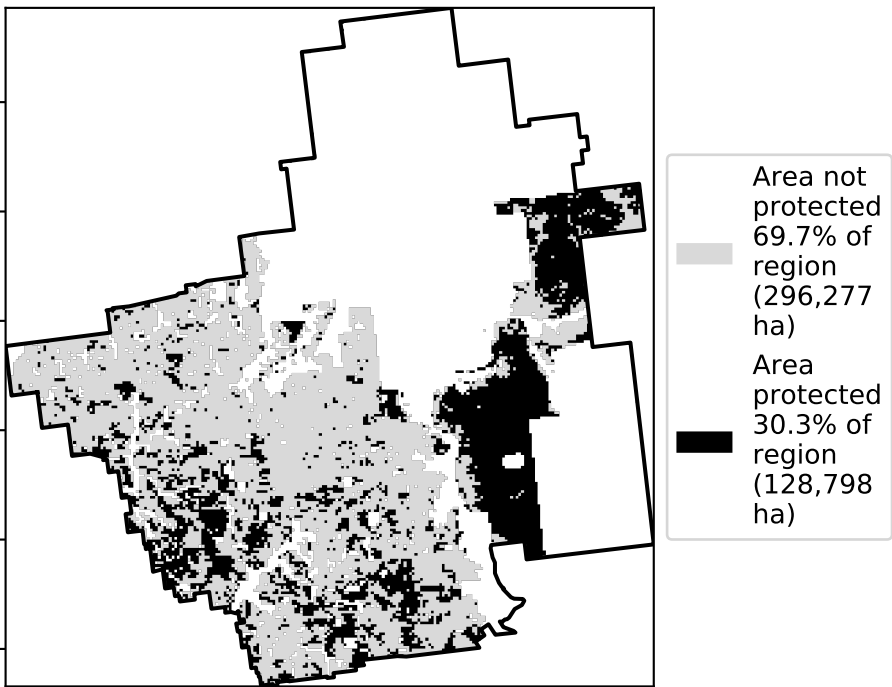 Area not
protected
69.7% of
region
(296,277
ha)
Area
protected
30.3% of
region
(128,798
ha)